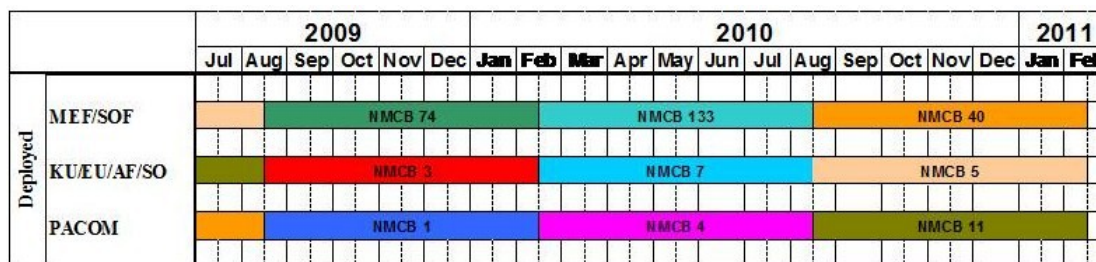 2009 2010 2011
Jul Aug Sep Oct Nov Dec Jan Feb Mar Apr May Jun Jul Aug Sep Oct Nov Dec Jan Feb
Deployed
MEF/SOF NMCB 74 NMCB 133 NMCB 40
KU/EU/AF/SO NMCB 3 NMCB 7 NMCB 5
PACOM NMCB 1 NMCB 4 NMCB 11